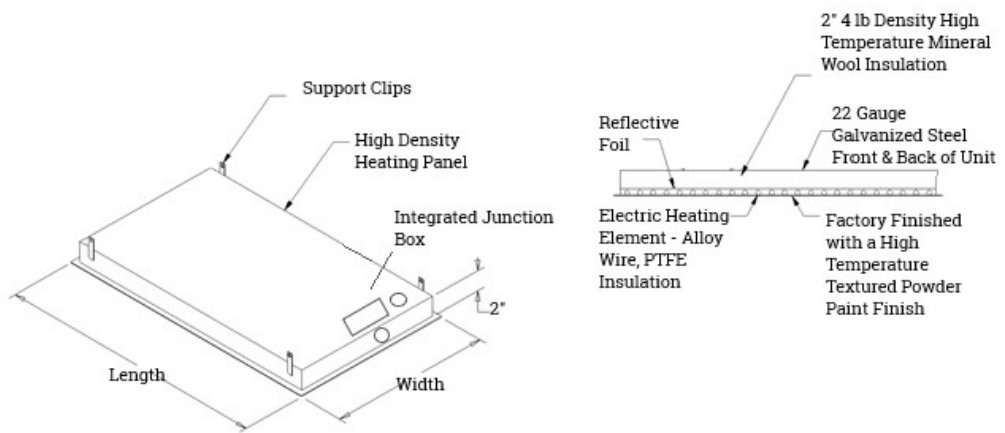 Support Clips
High Density
Heating Panel
Integrated Junction
Box
2"
Length
Width
2" 4 lb Density High
Temperature Mineral
Wool Insulation
Reflective
Foil
22 Gauge
Galvanized Steel
Front & Back of Unit
Electric Heating
Element - Alloy
Wire, PTFE
Insulation
Factory Finished
with a High
Temperature
Textured Powder
Paint Finish